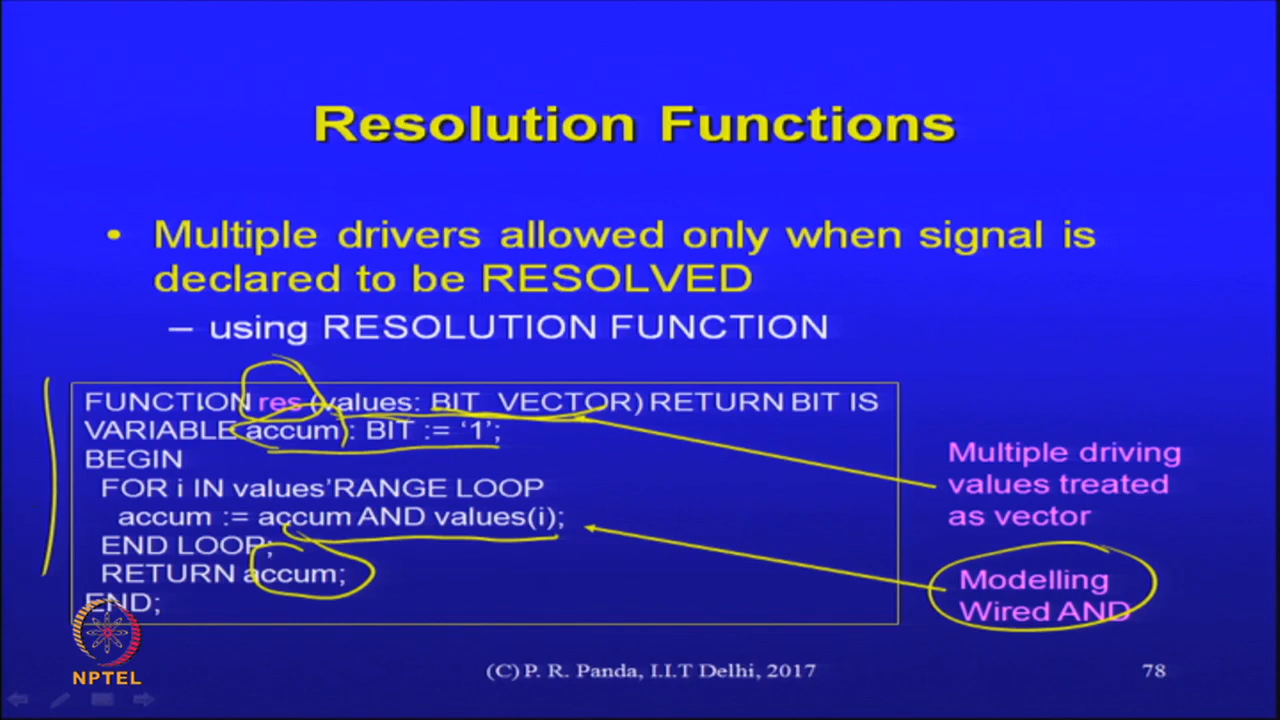 Resolution Functions
• Multiple drivers allowed only when signal is
declared to be RESOLVED
– using RESOLUTION FUNCTION
FUNCTION res (values: BIT_VECTOR) RETURN BIT IS
VARIABLE accum : BIT := ‘1’;
BEGIN
FOR i IN values’RANGE LOOP
accum := accum AND values(i);
END LOOP;
RETURN accum;
END;
Multiple driving
values treated
as vector
Modelling
Wired AND
NPTEL
(C) P. R. Panda, I.I.T Delhi, 2017
78